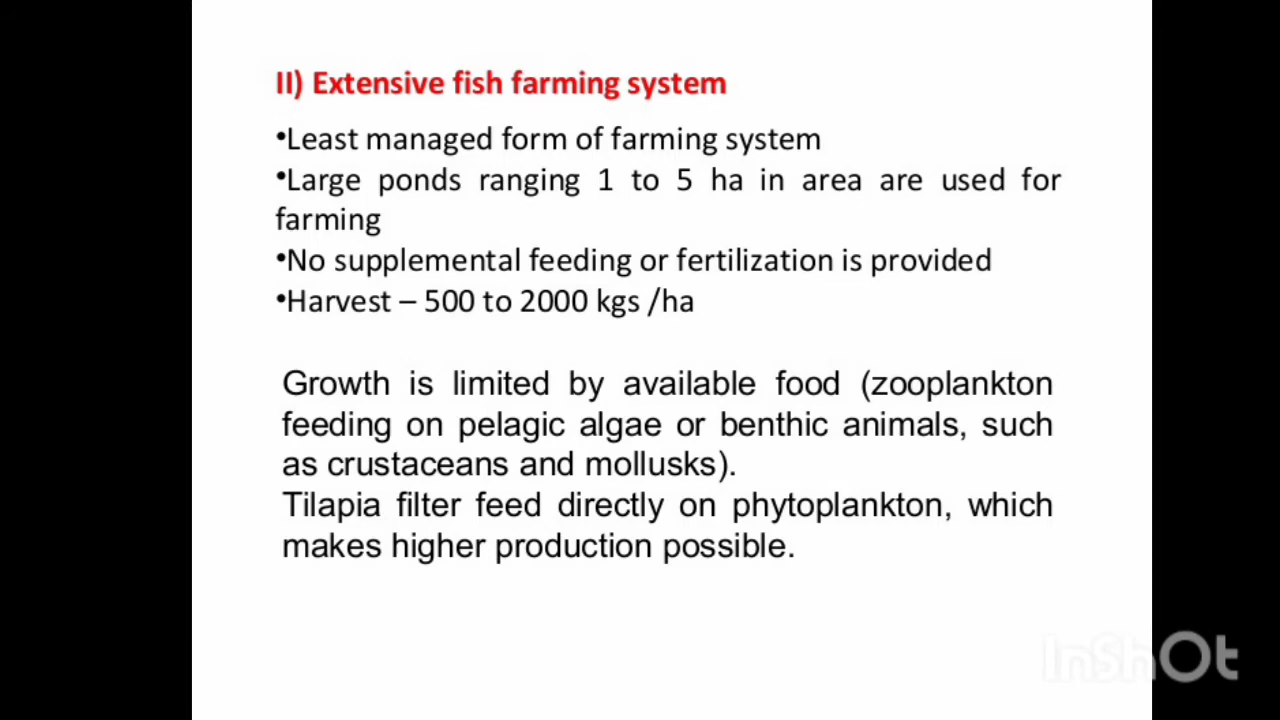 II) Extensive fish farming system
•Least managed form of farming system
•Large ponds ranging 1 to 5 ha in area are used for
farming
•No supplemental feeding or fertilization is provided
•Harvest – 500 to 2000 kgs /ha
Growth is limited by available food (zooplankton
feeding on pelagic algae or benthic animals, such
as crustaceans and mollusks).
Tilapia filter feed directly on phytoplankton, which
makes higher production possible.
InShOt